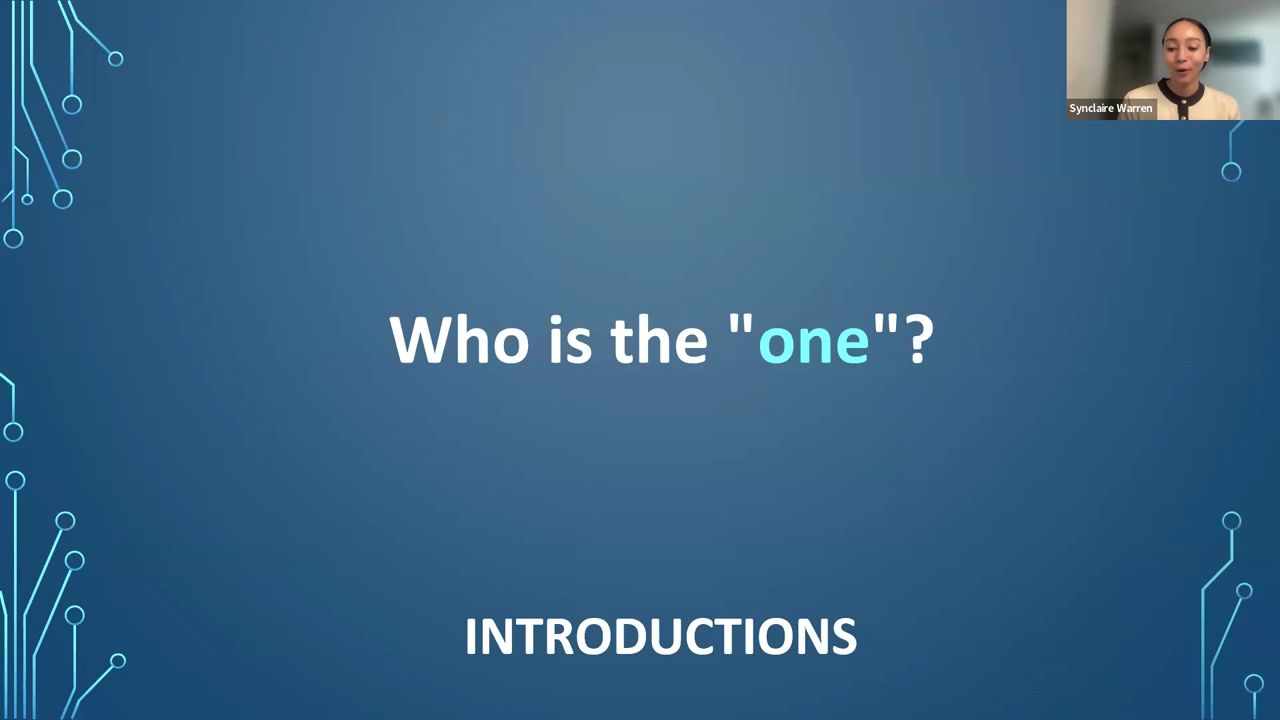 Synclaire Warren
Who is the "one"?
INTRODUCTIONS